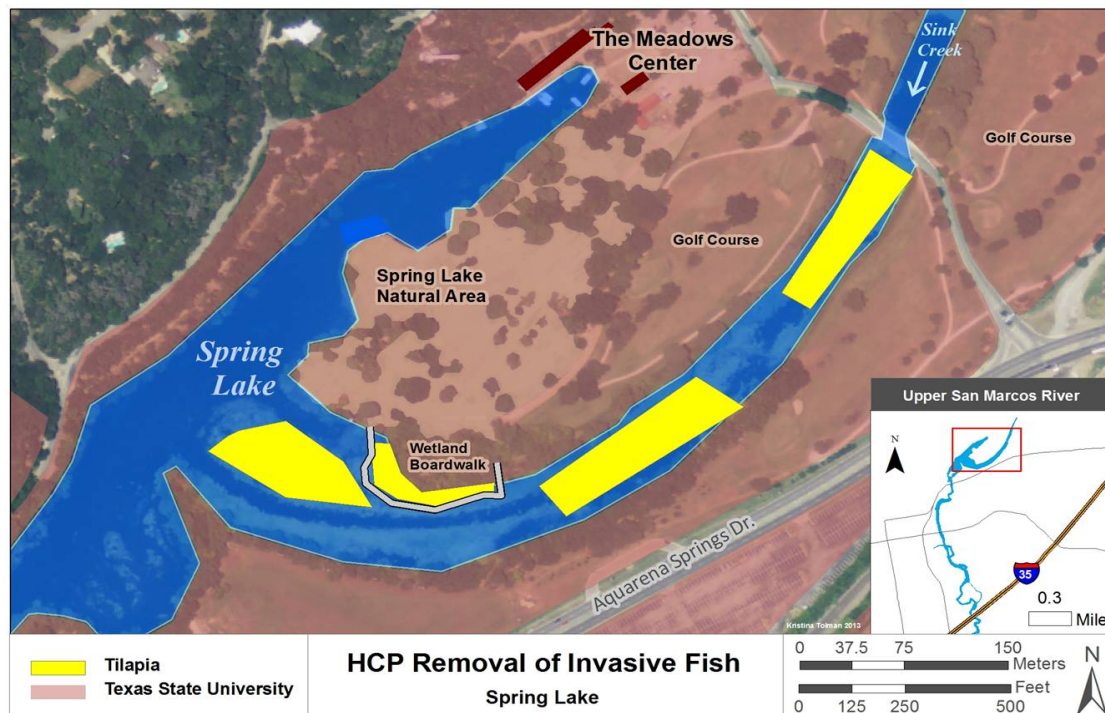 The Meadows
Center
Sink
Creek
Golf Course
Golf Course
Spring Lake
Natural Area
Spring
Lake
Wetland
Boardwalk
Aquarena Springs Dr.
Upper San Marcos River
N
35
0.3
Mile
Kristina Tolman 2013
Tilapia
Texas State University
HCP Removal of Invasive Fish
Spring Lake
0 37.5 75 150
Meters
Feet
0 125 250 500
N